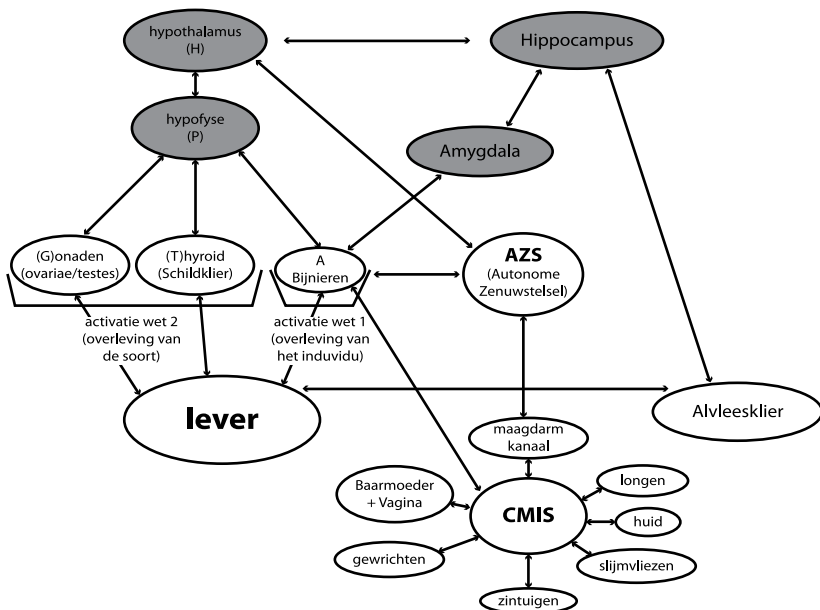 hypothalamus
(H)
Hippocampus
hypofyse
(P)
Amygdala
(G)onaden
(ovariae/testes)
(T)hyroid
(Schildklier)
A
Bijnieren
AZS
(Autonome
Zenuwstelsel)
activatie wet 2
(overleving van
de soort)
activatie wet 1
(overleving van
het induvidu)
lever
Alvleesklier
maagdarm
kanaal
Baarmoeder
+ Vagina
CMIS
longen
huid
gewrichten
slijmvliezen
zintuigen